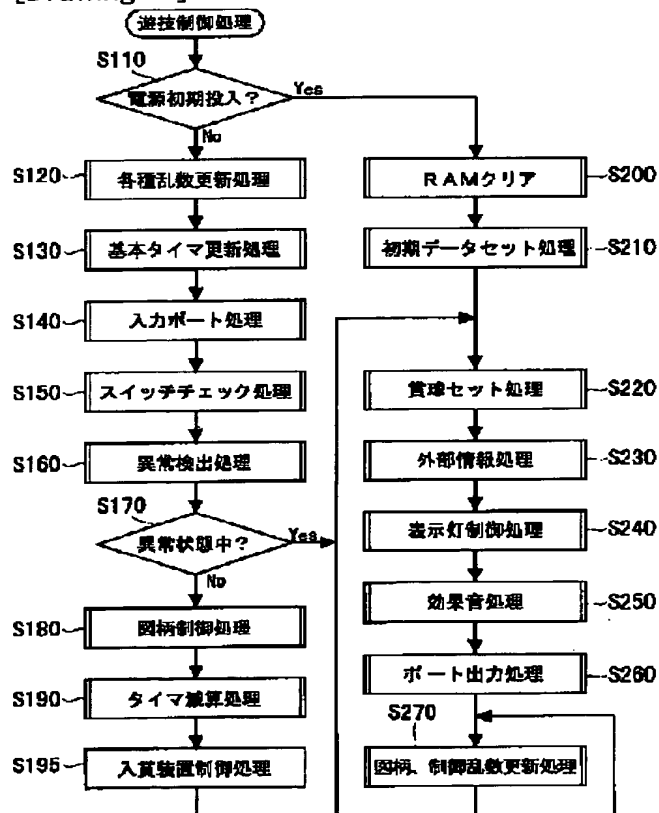 遊技制御処理
S110
電源初期投入?
Yes
No
S120
各種乱数更新処理
S130
基本タイマ更新処理
S140
入力ポート処理
S150
スイッチチェック処理
S160
異常検出処理
S170
異常状態中?
Yes
No
S180
図柄制御処理
S190
タイマ減算処理
S195
入賞装置制御処理
RAMクリア
S200
初期データセット処理
S210
賞球セット処理
S220
外部情報処理
S230
表示灯制御処理
S240
効果音処理
S250
ポート出力処理
S260
S270
図柄、制御乱数更新処理